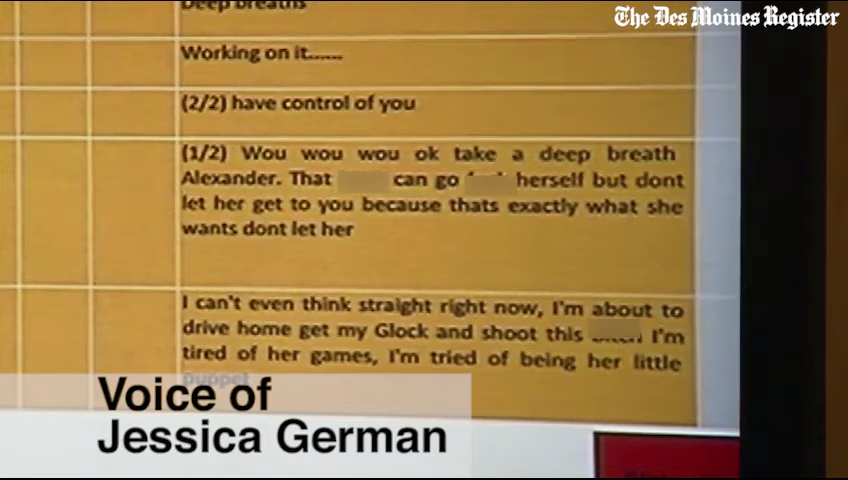 The Des Moines Register
Deep breaths
Working on it......
(2/2) have control of you
(1/2) Wou wou wou ok take a deep breath
Alexander. That can go herself but dont
let her get to you because thats exactly what she
wants dont let her
I can't even think straight right now, I'm about to
drive home get my Glock and shoot this I'm
tired of her games, I'm tried of being her little
puppet
Voice of
Jessica German